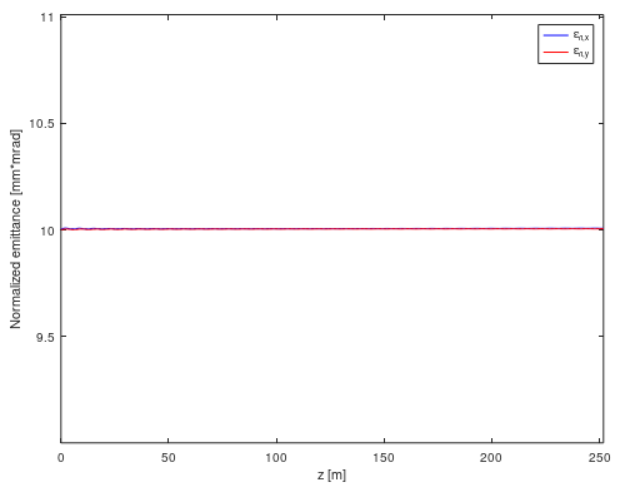 11
εn,x
εn,y
10.5
Normalized emittance [mm*mrad]
10
9.5
0 50 100 150 200 250
z [m]